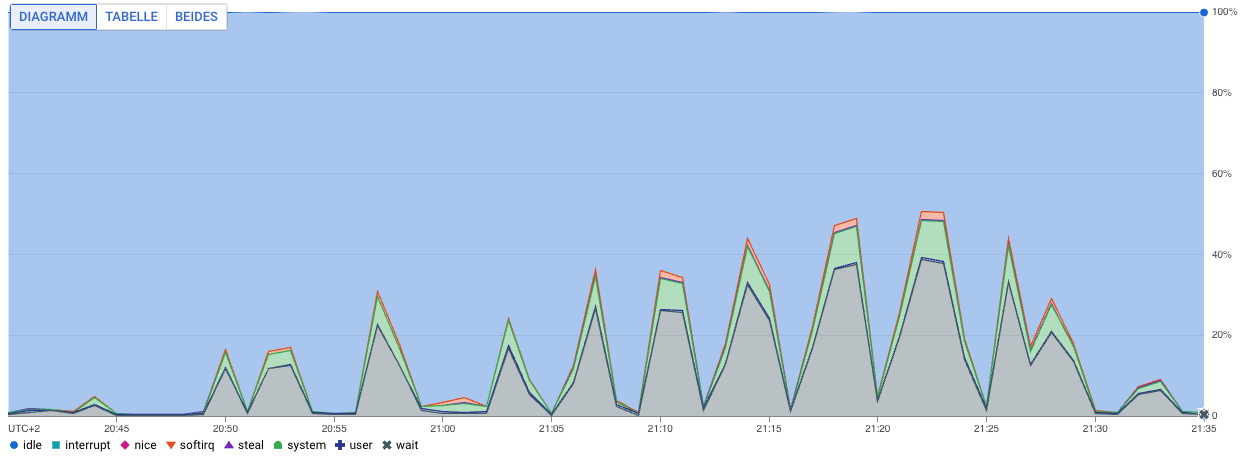 DIAGRAMM TABELLE BEIDES
100%
80%
60%
40%
20%
0
UTC+2 20:45 20:50 20:55 21:00 21:05 21:10 21:15 21:20 21:25 21:30 21:35
idle interrupt nice softirq steal system user wait